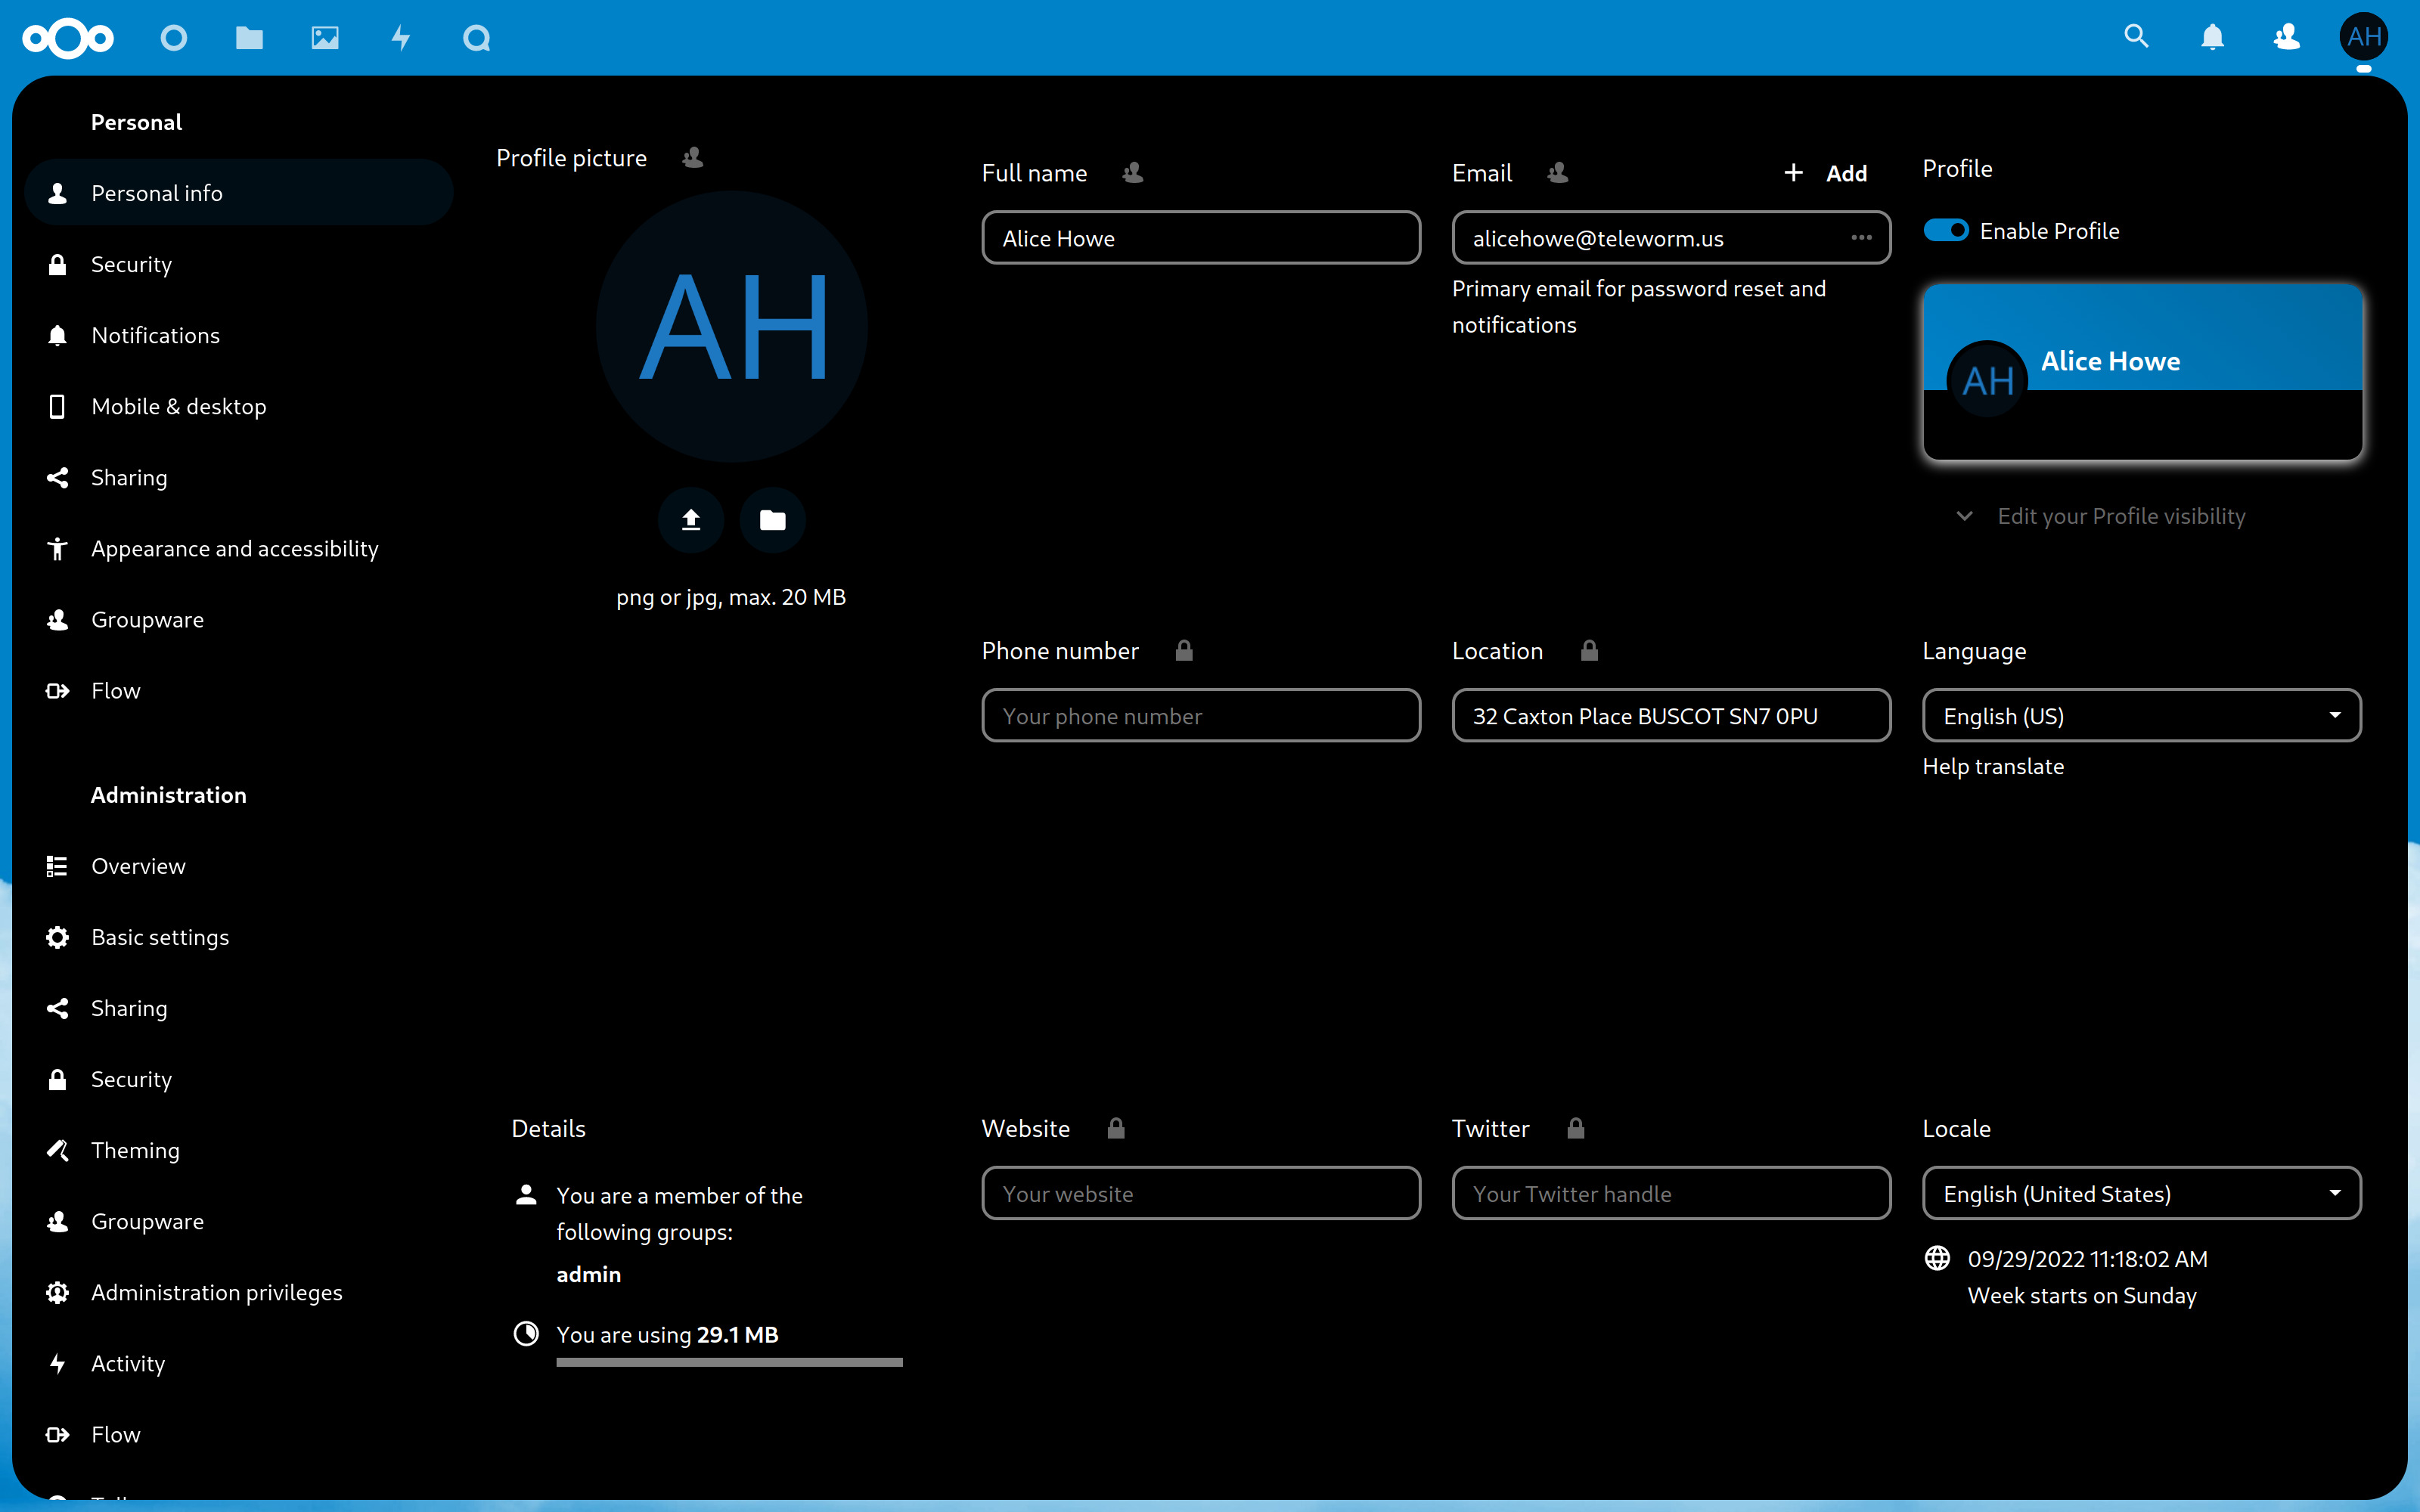 AH
Personal
Personal info
Security
Notifications
Mobile & desktop
Sharing
Appearance and accessibility
Groupware
Flow
Administration
Overview
Basic settings
Sharing
Security
Theming
Groupware
Administration privileges
Activity
Flow
Profile picture
AH
png or jpg, max. 20 MB
Full name
Alice Howe
Email
Add
alicehowe@teleworm.us
Primary email for password reset and
notifications
Profile
Enable Profile
AH
Alice Howe
Edit your Profile visibility
Phone number
Your phone number
Location
32 Caxton Place BUSCOT SN7 0PU
Language
English (US)
Help translate
Details
You are a member of the
following groups:
admin
You are using 29.1 MB
Website
Your website
Twitter
Your Twitter handle
Locale
English (United States)
09/29/2022 11:18:02 AM
Week starts on Sunday